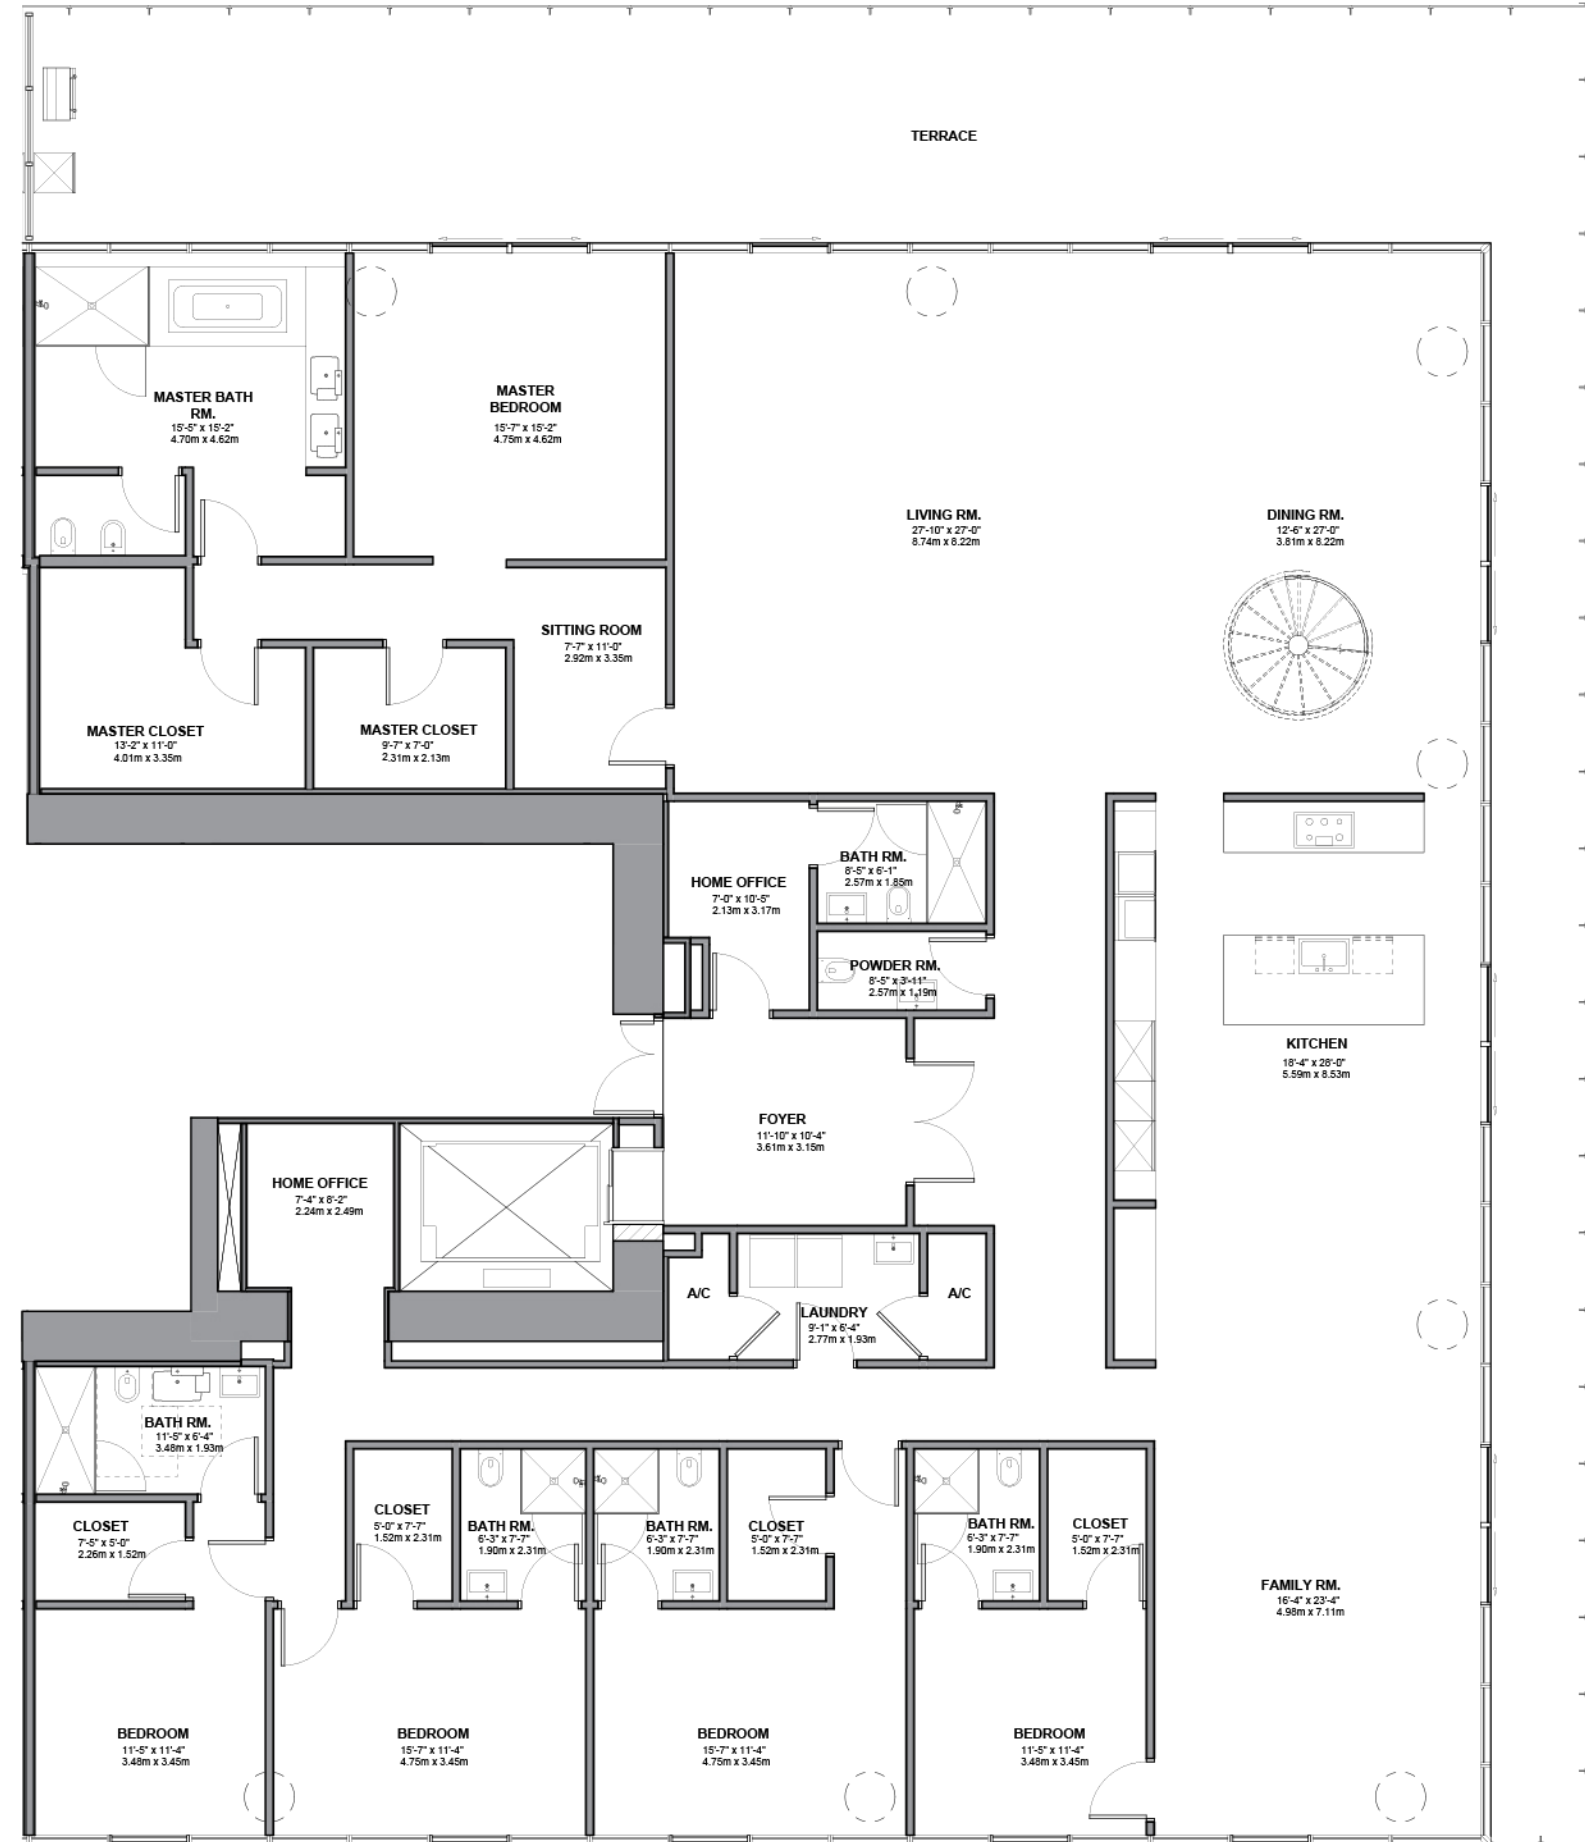 TERRACE
MASTER BATH
RM.
15'-5" x 15'-2"
4.70m x 4.62m
MASTER
BEDROOM
15'-7" x 15'-2"
4.75m x 4.62m
LIVING RM.
27'-10" x 27'-0"
8.74m x 8.22m
DINING RM.
12'-6" x 27'-0"
3.81m x 8.22m
SITTING ROOM
7'-7" x 11'-0"
2.92m x 3.35m
MASTER CLOSET
13'-2" x 11'-0"
4.01m x 3.35m
MASTER CLOSET
9'-7" x 7'-0"
2.31m x 2.13m
HOME OFFICE
7'-0" x 10'-5"
2.13m x 3.17m
BATH RM.
8'-5" x 6'-1"
2.57m x 1.85m
POWDER RM.
8'-5" x 3'-11"
2.57m x 1.19m
KITCHEN
18'-4" x 28'-0"
5.59m x 8.53m
FOYER
11'-10" x 10'-4"
3.61m x 3.15m
HOME OFFICE
7'-4" x 8'-2"
2.24m x 2.49m
A/C
LAUNDRY
9'-1" x 6'-4"
2.77m x 1.93m
A/C
BATH RM.
11'-5" x 6'-4"
3.48m x 1.93m
CLOSET
7'-5" x 5'-0"
2.26m x 1.52m
CLOSET
5'-0" x 7'-7"
1.52m x 2.31m
BATH RM.
6'-3" x 7'-7"
1.90m x 2.31m
BATH RM.
6'-3" x 7'-7"
1.90m x 2.31m
CLOSET
5'-0" x 7'-7"
1.52m x 2.31m
BATH RM.
6'-3" x 7'-7"
1.90m x 2.31m
CLOSET
5'-0" x 7'-7"
1.52m x 2.31m
FAMILY RM.
16'-4" x 23'-4"
4.98m x 7.11m
BEDROOM
11'-5" x 11'-4"
3.48m x 3.45m
BEDROOM
15'-7" x 11'-4"
4.75m x 3.45m
BEDROOM
15'-7" x 11'-4"
4.75m x 3.45m
BEDROOM
11'-5" x 11'-4"
3.48m x 3.45m